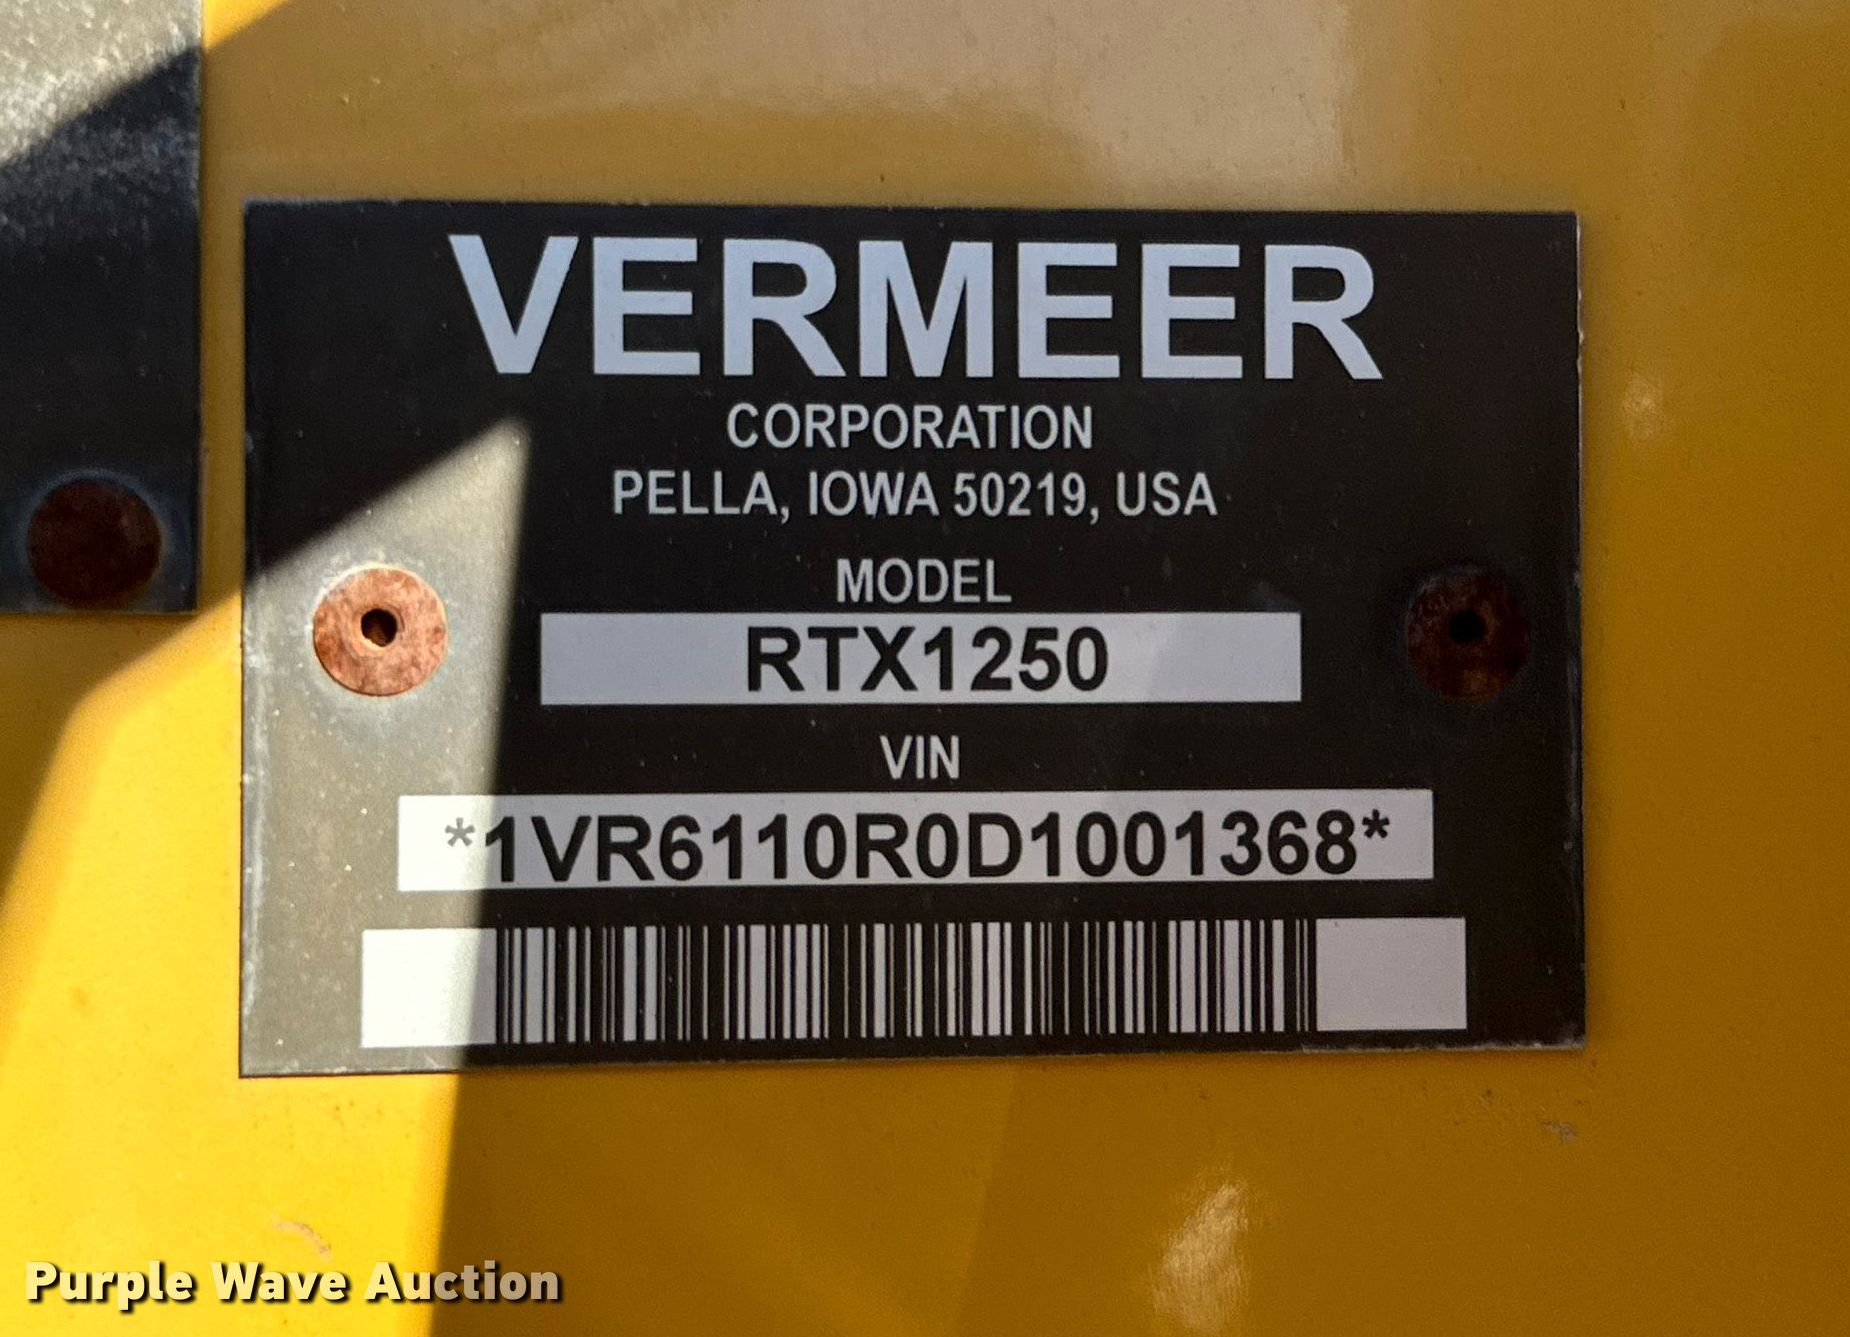 VERMEER
CORPORATION
PELLA, IOWA 50219, USA
MODEL
RTX1250
VIN
*1VR6110R0D1001368*
Purple Wave Auction